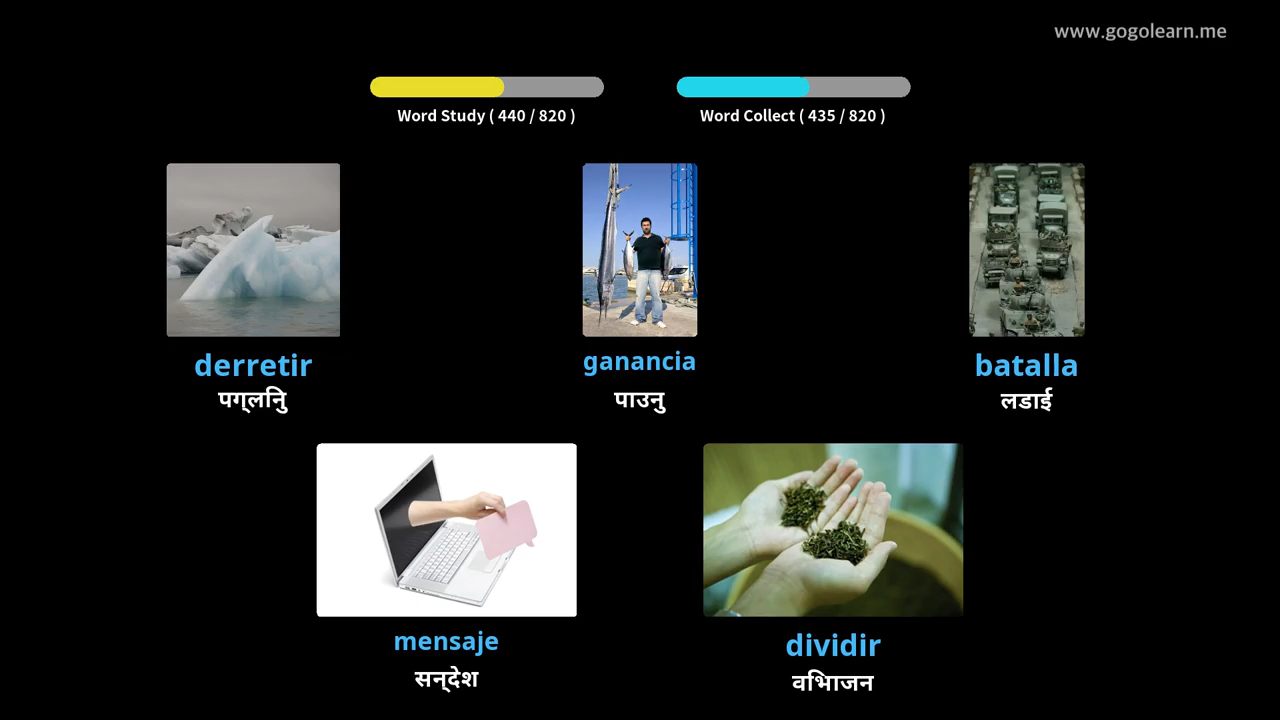 www.gogolearn.me
Word Study ( 440 / 820 )
Word Collect ( 435 / 820 )
derretir
पग्लनिु
ganancia
पाउनु
batalla
लडाई
mensaje
सन्देश
dividir
वभिाजन